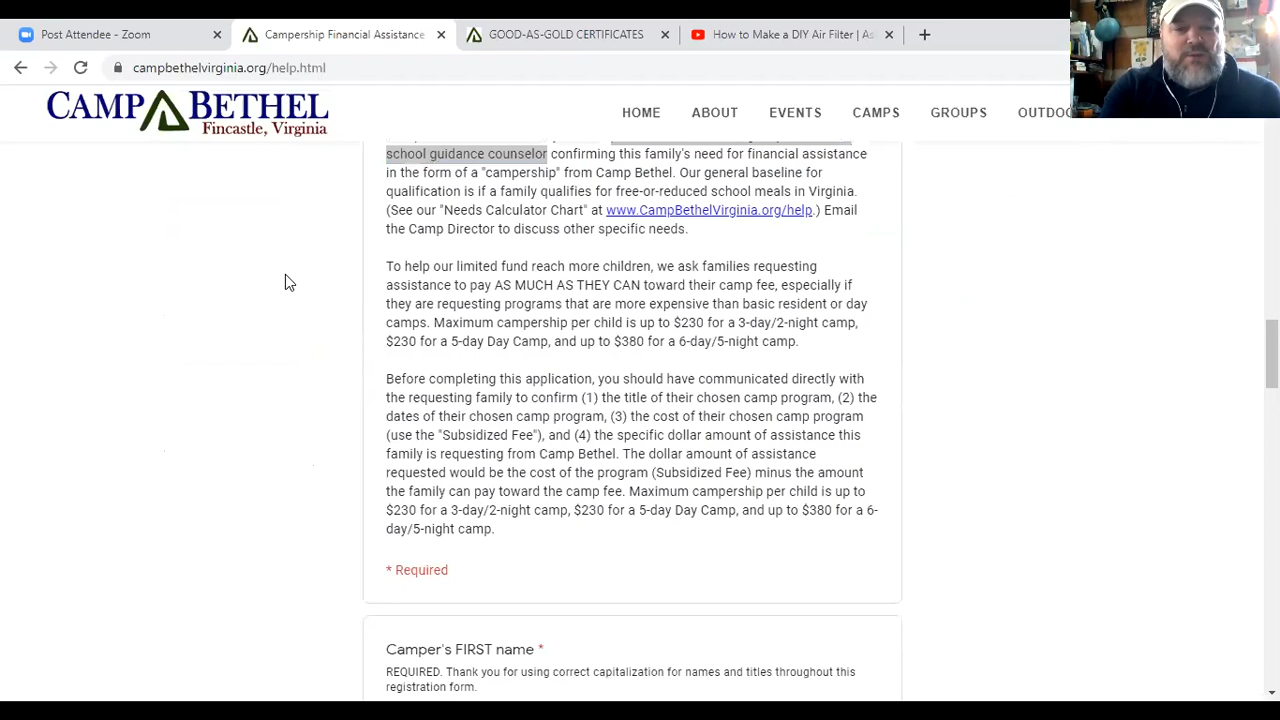 Post Attendee - Zoom
Campership Financial Assistance
GOOD-AS-GOLD CERTIFICATES
How to Make a DIY Air Filter | As
campbethelvirginia.org/help.html
CAMP BETHEL
Fincastle, Virginia
HOME ABOUT EVENTS CAMPS GROUPS OUTDO
school guidance counselor confirming this family's need for financial assistance
in the form of a "campership" from Camp Bethel. Our general baseline for
qualification is if a family qualifies for free-or-reduced school meals in Virginia.
(See our "Needs Calculator Chart" at www.CampBethelVirginia.org/help.) Email
the Camp Director to discuss other specific needs.
To help our limited fund reach more children, we ask families requesting
assistance to pay AS MUCH AS THEY CAN toward their camp fee, especially if
they are requesting programs that are more expensive than basic resident or day
camps. Maximum campership per child is up to $230 for a 3-day/2-night camp,
$230 for a 5-day Day Camp, and up to $380 for a 6-day/5-night camp.
Before completing this application, you should have communicated directly with
the requesting family to confirm (1) the title of their chosen camp program, (2) the
dates of their chosen camp program, (3) the cost of their chosen camp program
(use the "Subsidized Fee"), and (4) the specific dollar amount of assistance this
family is requesting from Camp Bethel. The dollar amount of assistance
requested would be the cost of the program (Subsidized Fee) minus the amount
the family can pay toward the camp fee. Maximum campership per child is up to
$230 for a 3-day/2-night camp, $230 for a 5-day Day Camp, and up to $380 for a 6-
day/5-night camp.
* Required
Camper's FIRST name *
REQUIRED. Thank you for using correct capitalization for names and titles throughout this
registration form.